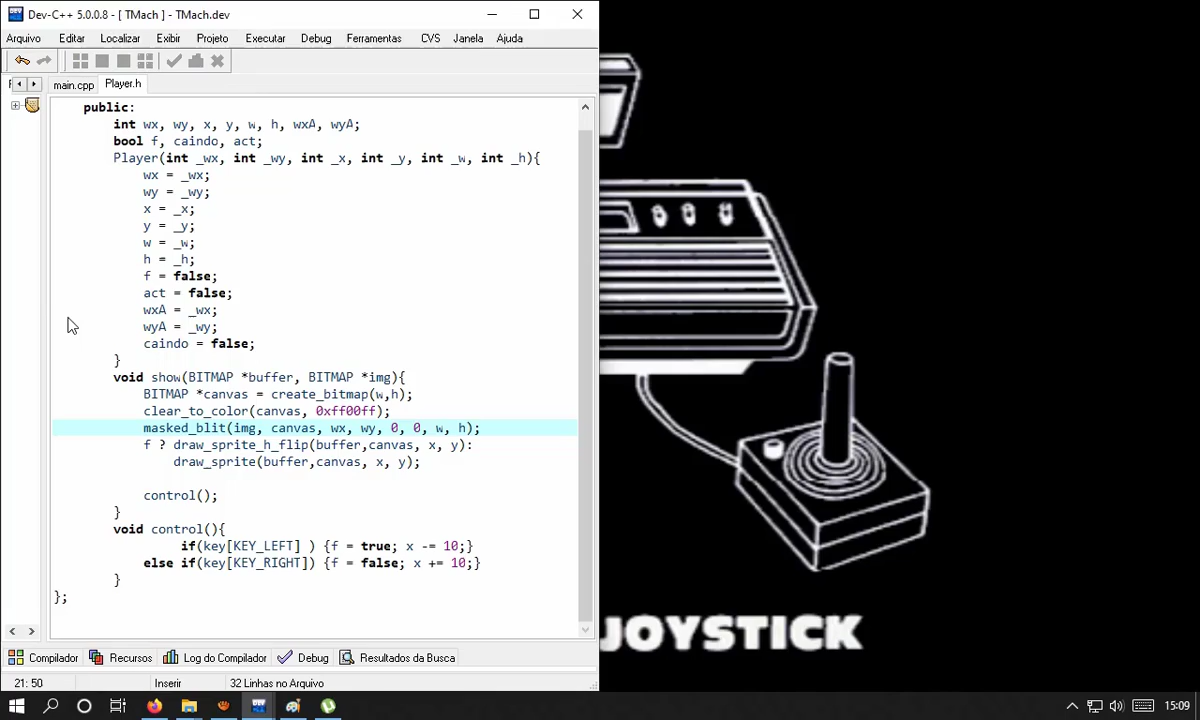 Dev-C++ 5.0.0.8 - [ TMach ] - TMach.dev
Arquivo Editar Localizar Exibir Projeto Executar Debug Ferramentas CVS Janela Ajuda
main.cpp Player.h
public:
int wx, wy, x, y, w, h, wxA, wyA;
bool f, caindo, act;
Player(int _wx, int _wy, int _x, int _y, int _w, int _h){
wx = _wx;
wy = _wy;
x = _x;
y = _y;
w = _w;
h = _h;
f = false;
act = false;
wxA = _wx;
wyA = _wy;
caindo = false;
}
void show(BITMAP *buffer, BITMAP *img){
BITMAP *canvas = create_bitmap(w,h);
clear_to_color(canvas, 0xff00ff);
masked_blit(img, canvas, wx, wy, 0, 0, w, h);
f ? draw_sprite_h_flip(buffer,canvas, x, y):
draw_sprite(buffer,canvas, x, y);
control();
}
void control(){
if(key[KEY_LEFT] ) {f = true; x -= 10;}
else if(key[KEY_RIGHT]) {f = false; x += 10;}
}
};
JOYSTICK
Compilador Recursos Log do Compilador Debug Resultados da Busca
21: 50 Inserir 32 Linhas no Arquivo
15:09